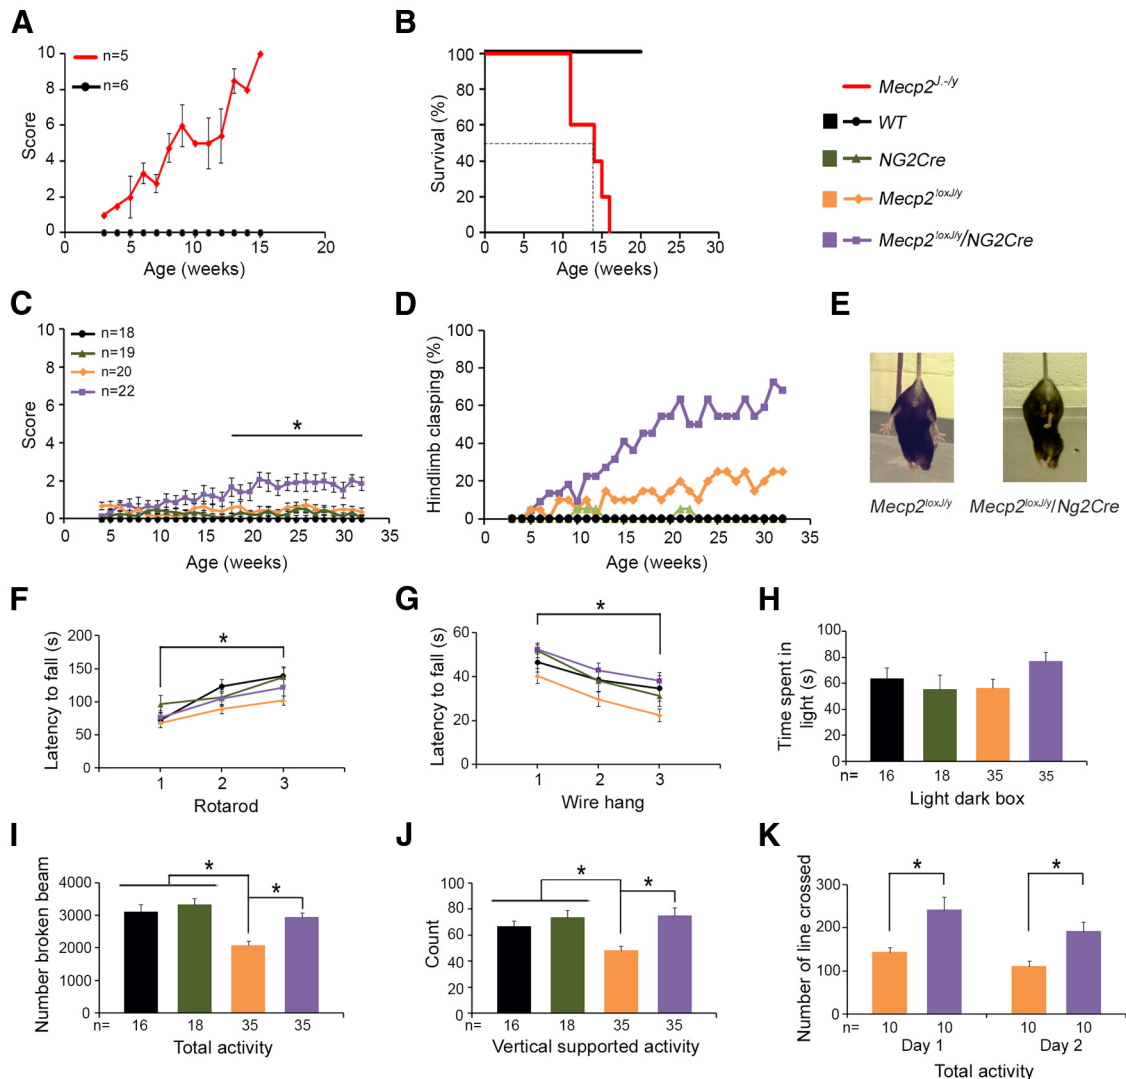 A
B
10
8
6
4
2
0
Score
n=5
n=6
0
5
10
15
20
Age (weeks)
100
80
60
40
20
0
Survival (%)
0
10
15
20
25
30
Age (weeks)
Mecp2J.-/y
WT
NG2Cre
Mecp2loxJ/y
Mecp2loxJ/y/NG2Cre
C
D
E
10
8
6
4
2
0
Score
n=18
n=19
n=20
n=22
0
5
10
15
20
25
30
35
Age (weeks)
*
100
80
60
40
20
0
Hindlimb clasping (%)
0
5
10
15
20
25
30
35
Age (weeks)
Mecp2loxJ/y
Mecp2loxJ/y/Ng2Cre
F
G
H
200
150
100
50
0
Latency to fall (s)
*
1
2
3
Rotarod
60
40
20
0
Latency to fall (s)
*
1
2
3
Wire hang
100
80
60
40
20
0
Time spent in
light (s)
n=
16
18
35
35
Light dark box
I
J
K
4000
3000
2000
1000
0
Number broken beam
*
*
n=
16
18
35
35
Total activity
100
80
60
40
20
0
Count
*
*
n=
16
18
35
35
Vertical supported activity
300
200
100
0
Number of line crossed
*
*
n=
10
10
10
10
Day 1
Day 2
Total activity